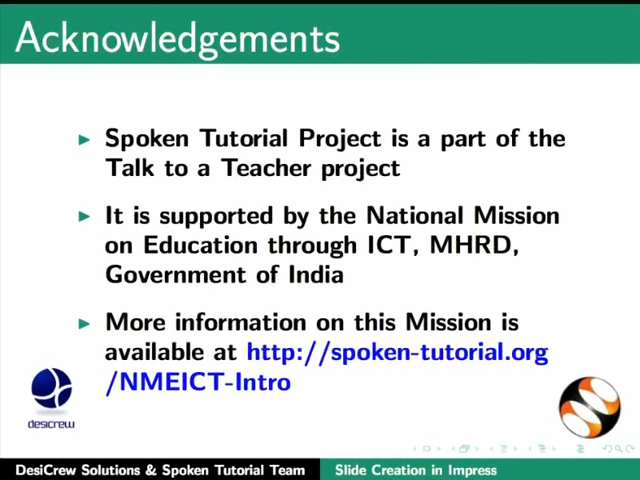 Acknowledgements
Spoken Tutorial Project is a part of the
Talk to a Teacher project
It is supported by the National Mission
on Education through ICT, MHRD,
Government of India
More information on this Mission is
available at http://spoken-tutorial.org
/NMEICT-Intro
desicrew
DesiCrew Solutions & Spoken Tutorial Team
Slide Creation in Impress